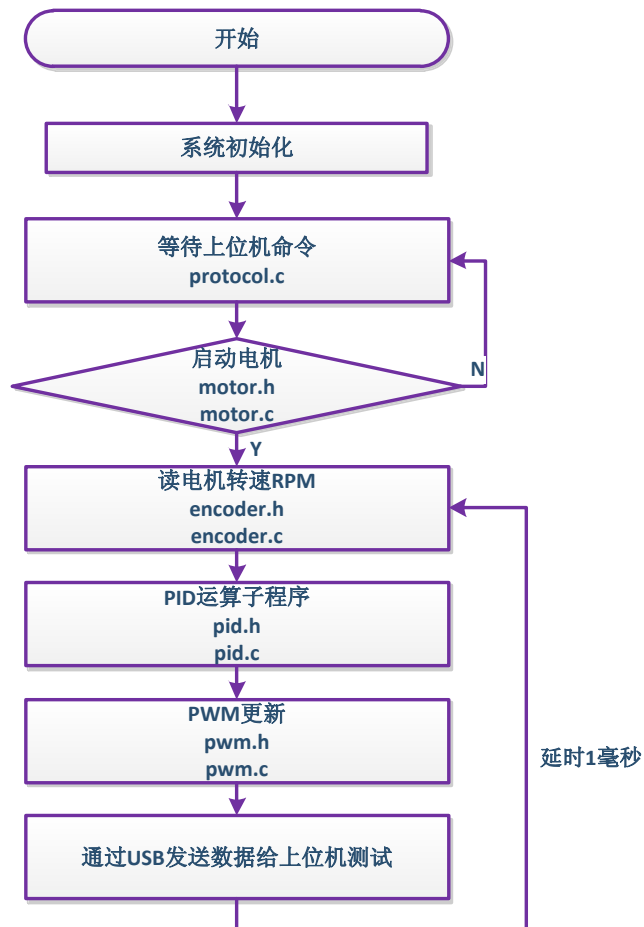 开始
系统初始化
等待上位机命令
protocol.c
启动电机
motor.h
motor.c
N
Y
读电机转速RPM
encoder.h
encoder.c
PID运算子程序
pid.h
pid.c
PWM更新
pwm.h
pwm.c
延时1毫秒
通过USB发送数据给上位机测试